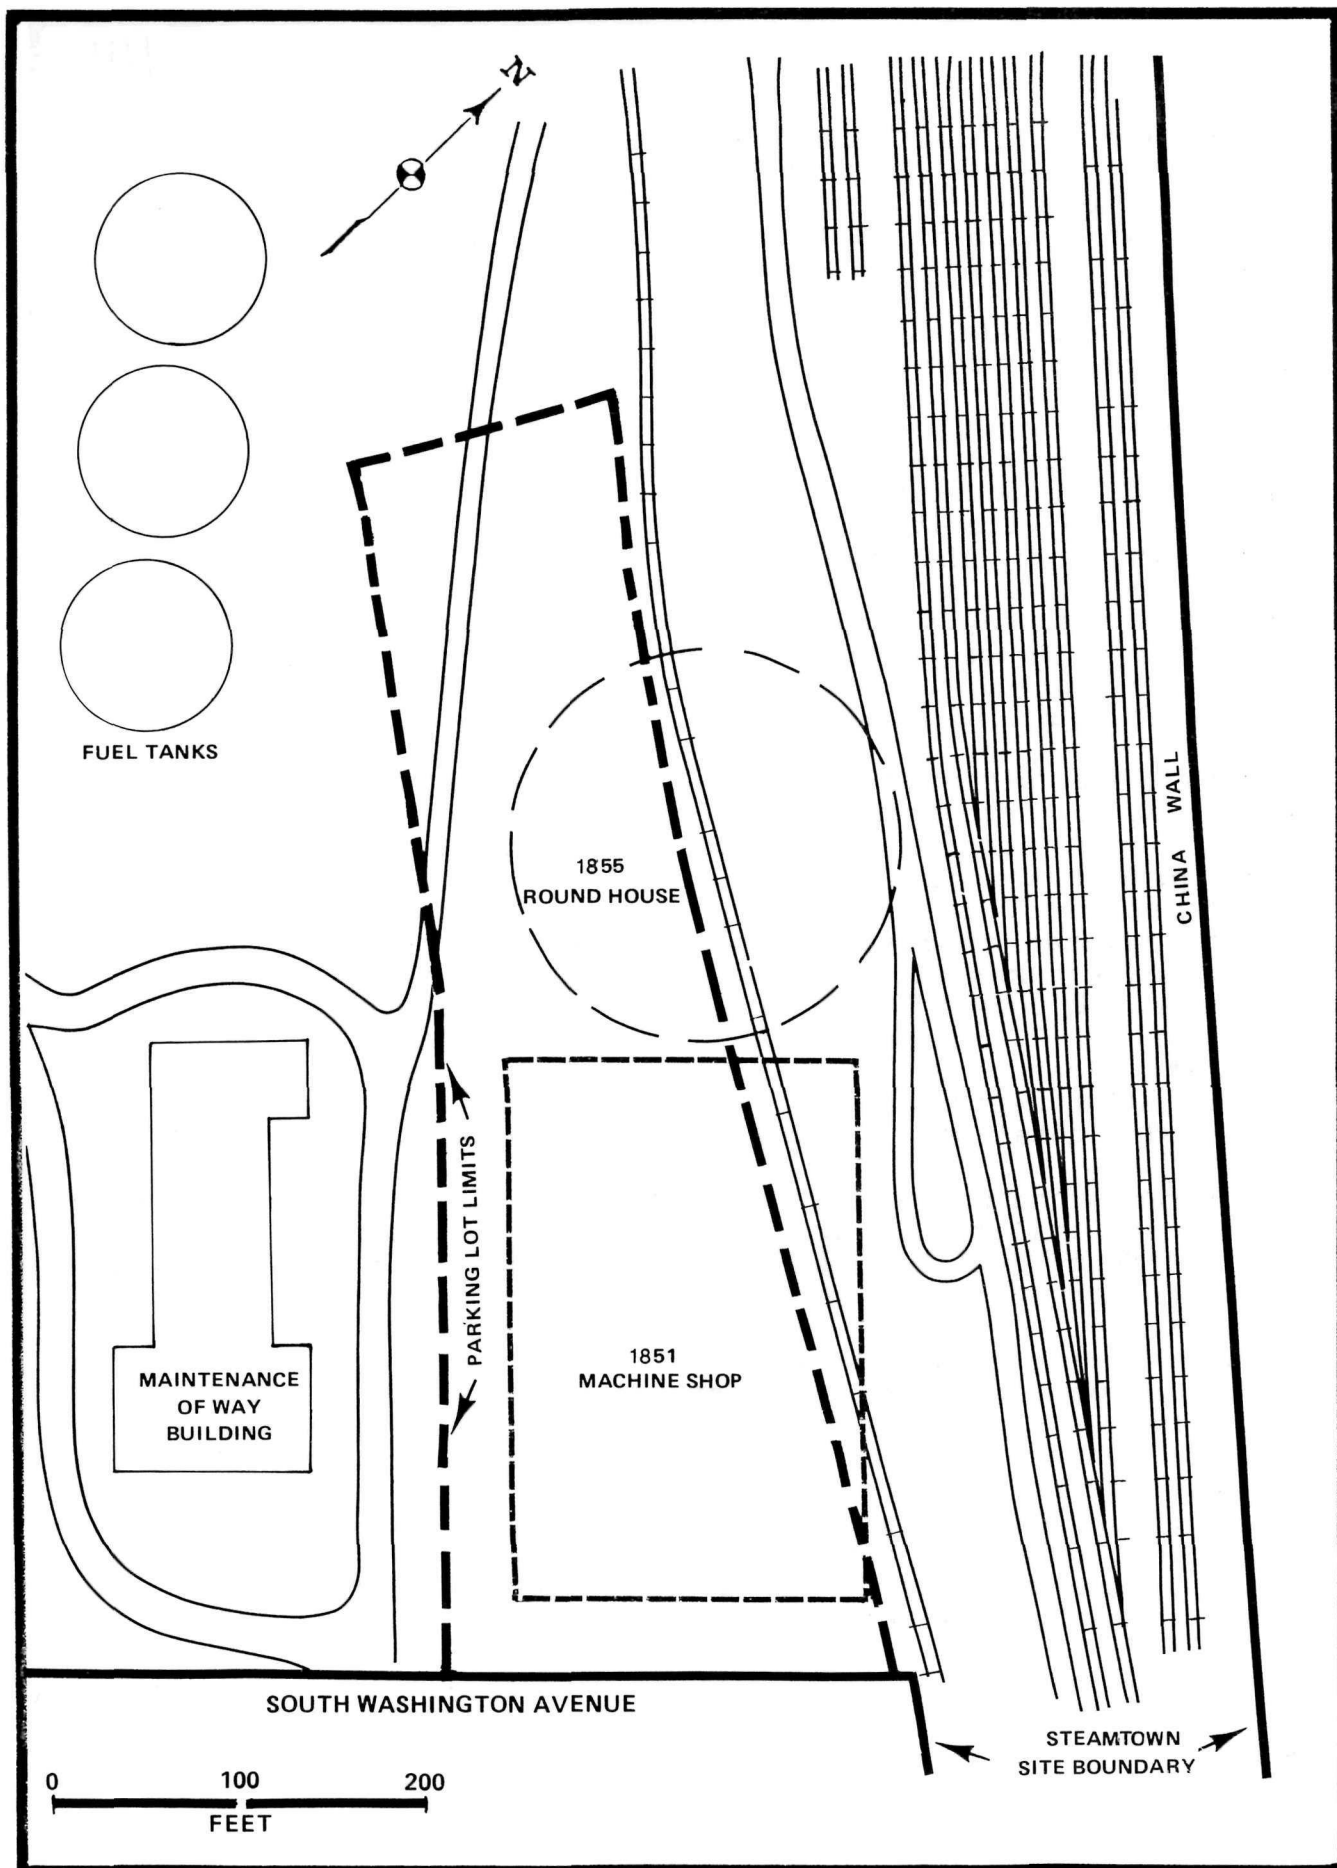 N
FUEL TANKS
CHINA WALL
1855
ROUND HOUSE
PARKING LOT LIMITS
1851
MACHINE SHOP
MAINTENANCE
OF WAY
BUILDING
SOUTH WASHINGTON AVENUE
STEAMTOWN
SITE BOUNDARY
0 100 200
FEET